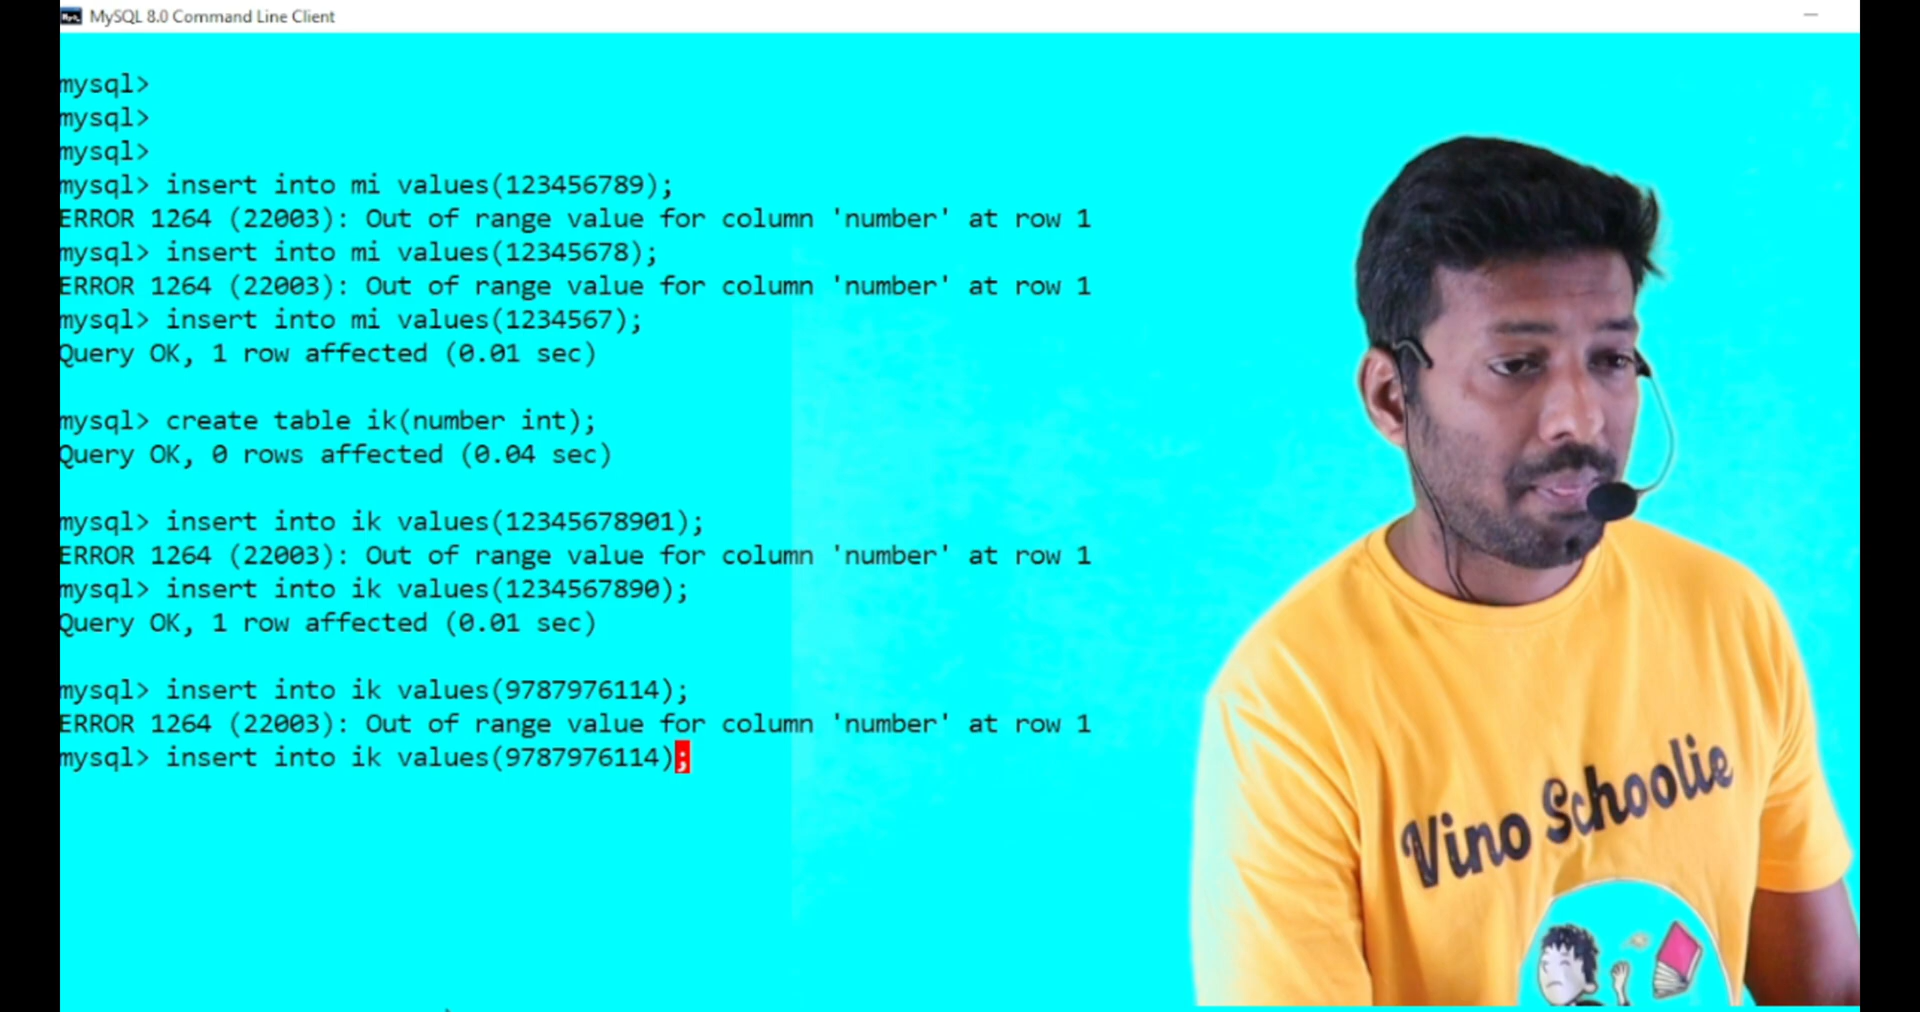 MySQL 8.0 Command Line Client
mysql>
mysql>
mysql>
mysql> insert into mi values(123456789);
ERROR 1264 (22003): Out of range value for column 'number' at row 1
mysql> insert into mi values(12345678);
ERROR 1264 (22003): Out of range value for column 'number' at row 1
mysql> insert into mi values(1234567);
Query OK, 1 row affected (0.01 sec)
mysql> create table ik(number int);
Query OK, 0 rows affected (0.04 sec)
mysql> insert into ik values(12345678901);
ERROR 1264 (22003): Out of range value for column 'number' at row 1
mysql> insert into ik values(1234567890);
Query OK, 1 row affected (0.01 sec)
mysql> insert into ik values(9787976114);
ERROR 1264 (22003): Out of range value for column 'number' at row 1
mysql> insert into ik values(9787976114);
Vino Schoolie